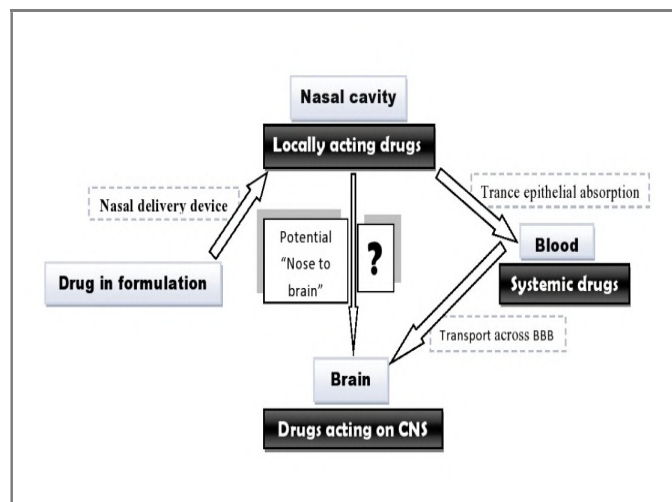 Nasal cavity
Locally acting drugs
Nasal delivery device
Trance epithelial absorption
Potential
"Nose to
brain"
?
Blood
Systemic drugs
Drug in formulation
Transport across BBB
Brain
Drugs acting on CNS